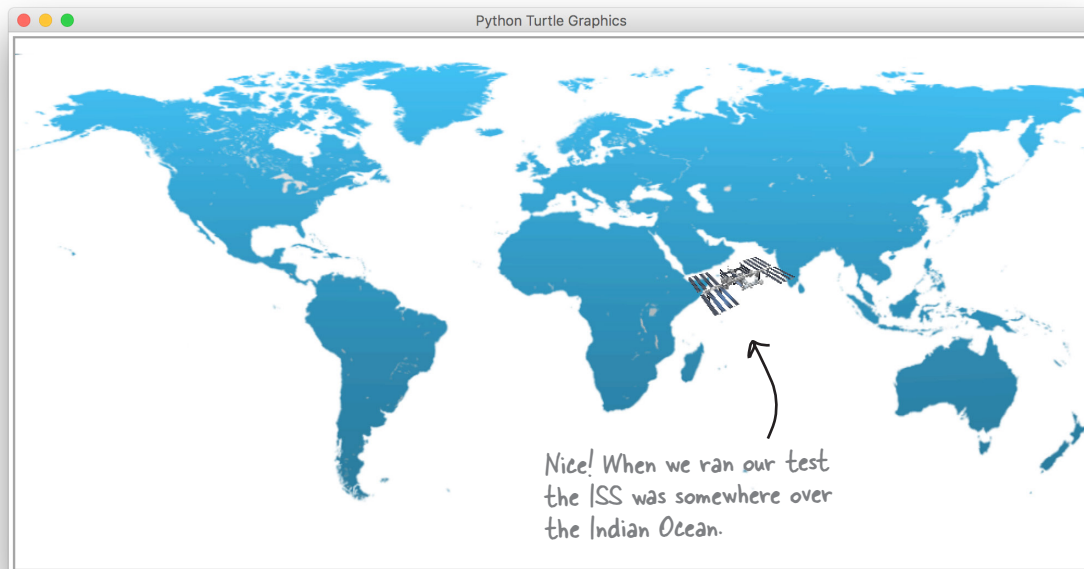 Python Turtle Graphics
Nice! When we ran our test
the ISS was somewhere over
the Indian Ocean.